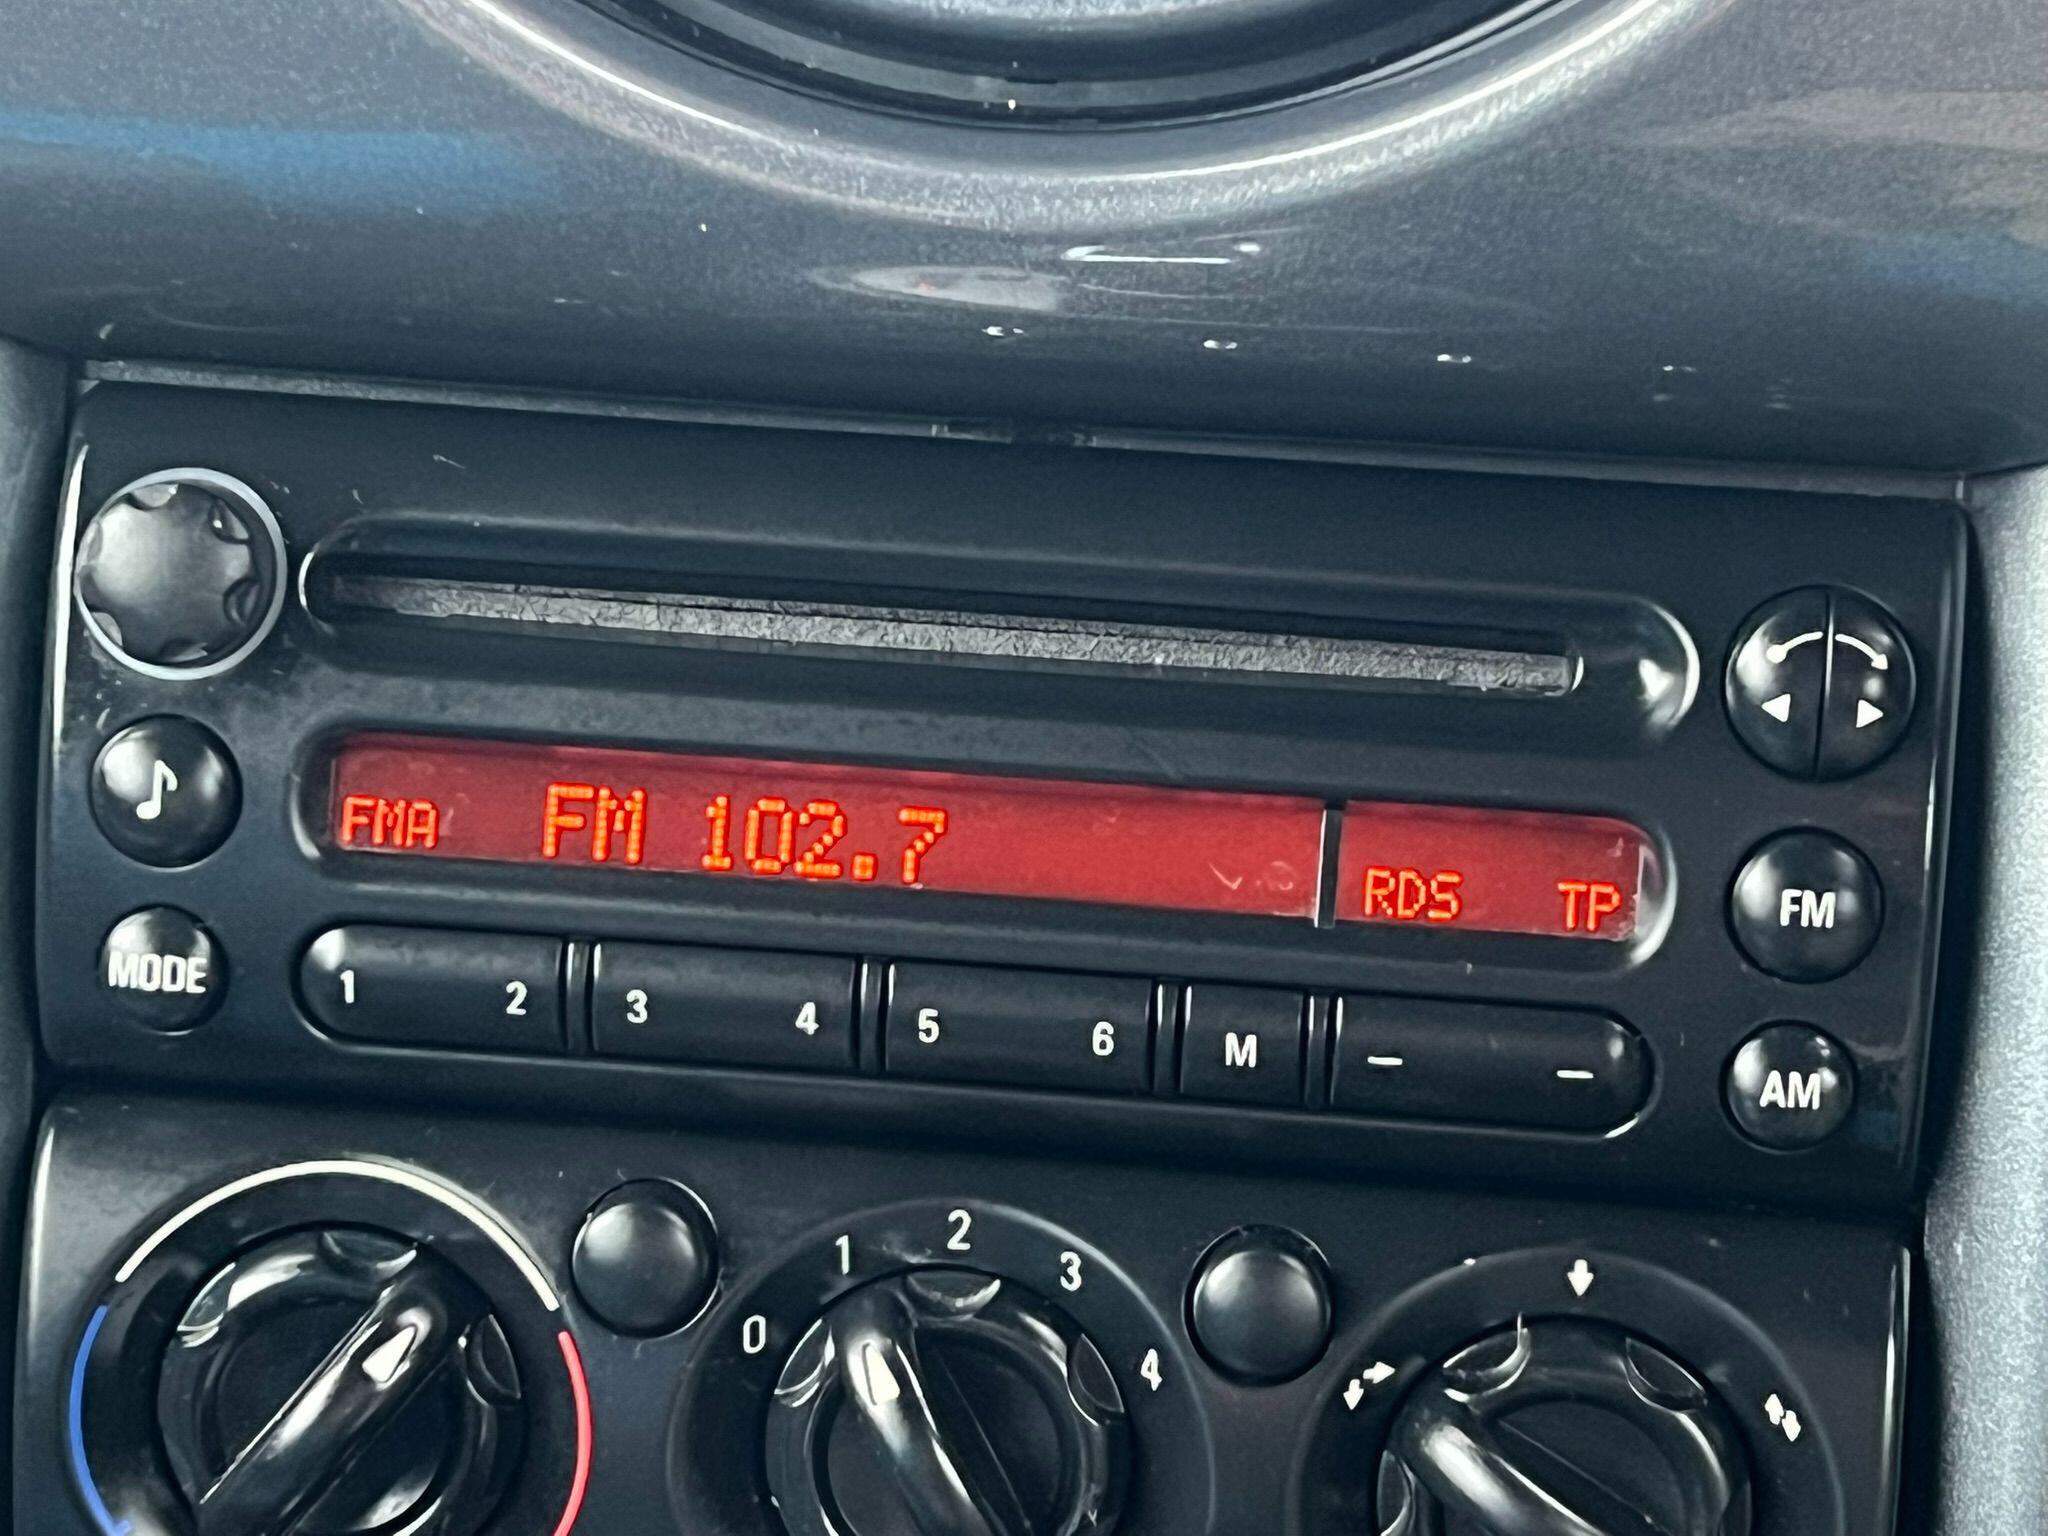 FMA FM 102.7 RDS TP
MODE 1 2 3 4 5 6 M – – FM
AM
0 1 2 3 4